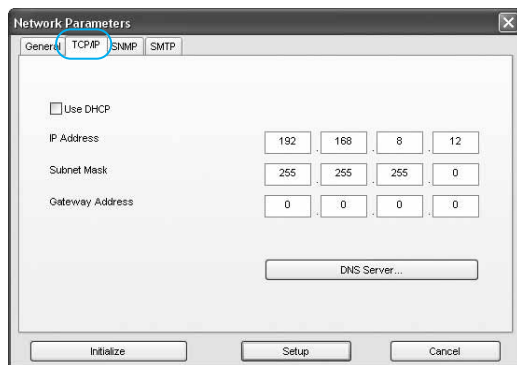 Network Parameters
General TCP/IP SNMP SMTP
Use DHCP
IP Address 192 . 168 . 8 . 12
Subnet Mask 255 . 255 . 255 . 0
Gateway Address 0 . 0 . 0 . 0
DNS Server...
Initialize Setup Cancel